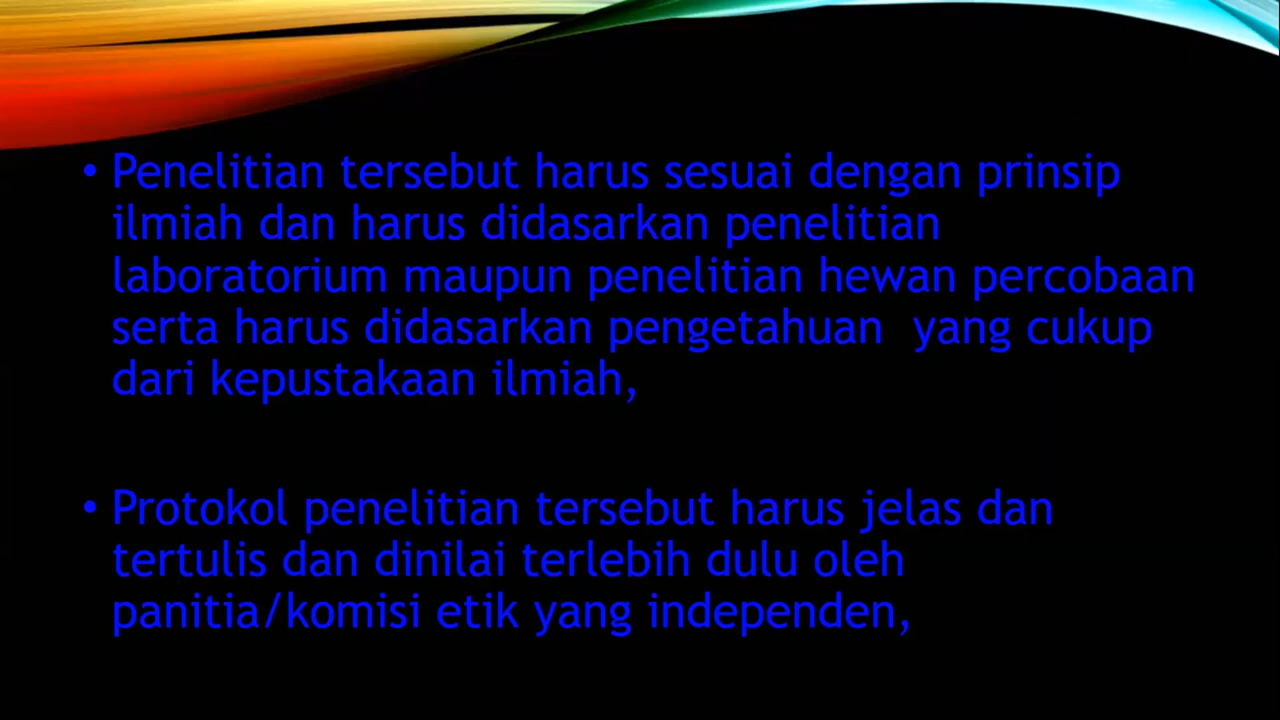 • Penelitian tersebut harus sesuai dengan prinsip
ilmiah dan harus didasarkan penelitian
laboratorium maupun penelitian hewan percobaan
serta harus didasarkan pengetahuan  yang cukup
dari kepustakaan ilmiah,
• Protokol penelitian tersebut harus jelas dan
tertulis dan dinilai terlebih dulu oleh
panitia/komisi etik yang independen,